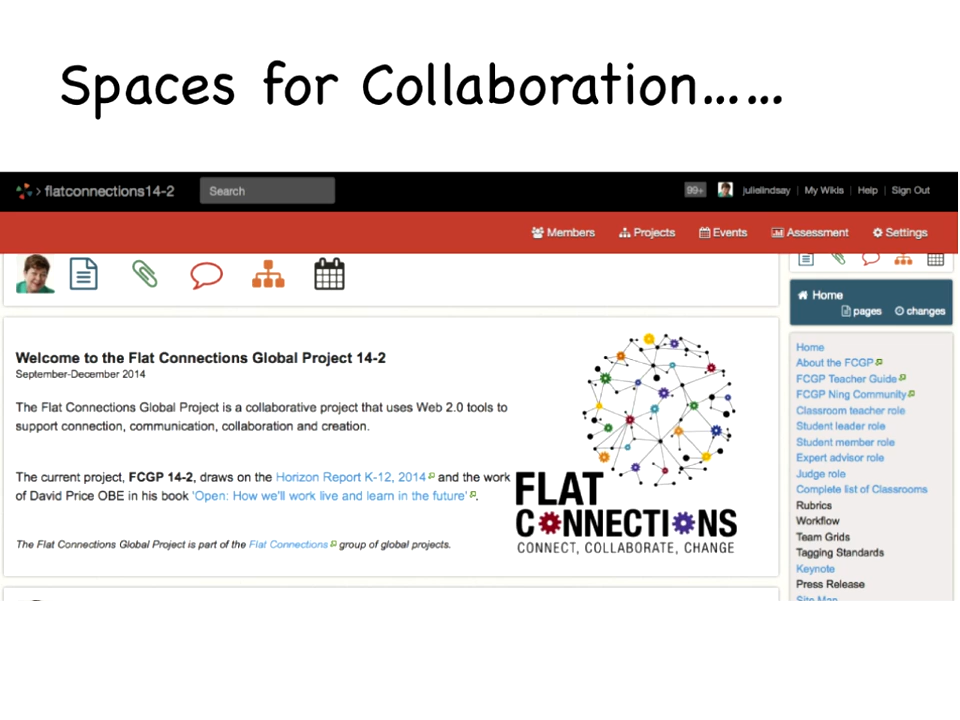 Spaces for Collaboration......
> flatconnections14-2
Search
99+
julielindsay | My Wikis | Help | Sign Out
Members
Projects
Events
Assessment
Settings
Home
pages
changes
Welcome to the Flat Connections Global Project 14-2
September-December 2014
The Flat Connections Global Project is a collaborative project that uses Web 2.0 tools to
support connection, communication, collaboration and creation.
The current project, FCGP 14-2, draws on the Horizon Report K-12, 2014 and the work
of David Price OBE in his book 'Open: How we'll work live and learn in the future'.
The Flat Connections Global Project is part of the Flat Connections group of global projects.
FLAT
CONNECTIONS
CONNECT, COLLABORATE, CHANGE
Home
About the FCGP
FCGP Teacher Guide
FCGP Ning Community
Classroom teacher role
Student leader role
Student member role
Expert advisor role
Judge role
Complete list of Classrooms
Rubrics
Workflow
Team Grids
Tagging Standards
Keynote
Press Release
Site Map